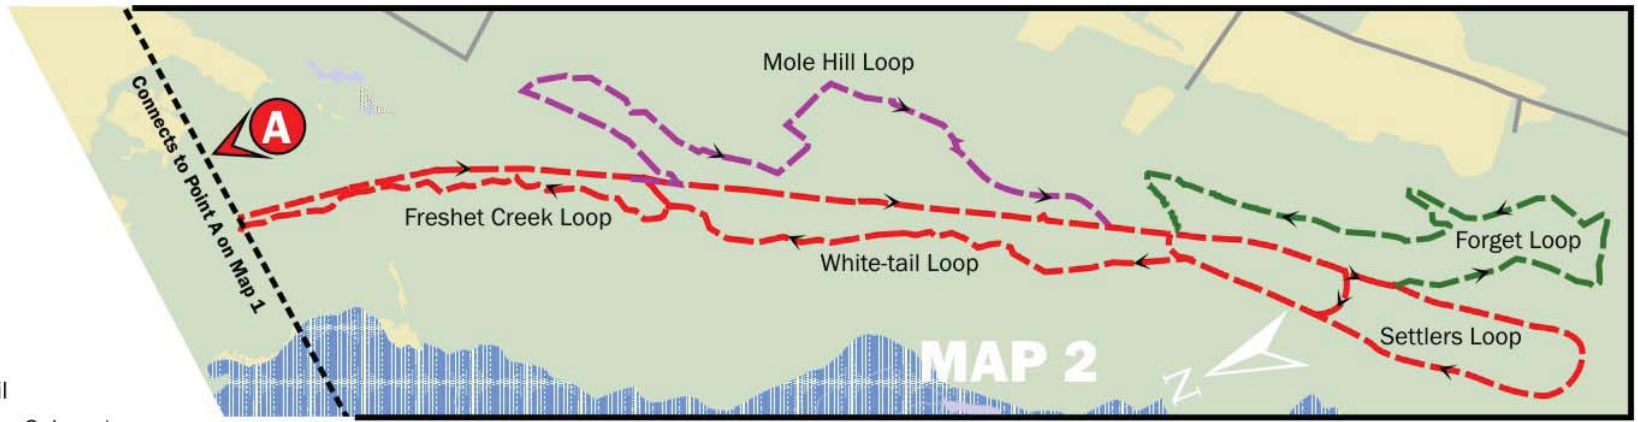 Mole Hill Loop
Connects to Point A on Map 1
A
Freshet Creek Loop
White-tail Loop
Forget Loop
Settlers Loop
MAP 2
N
il